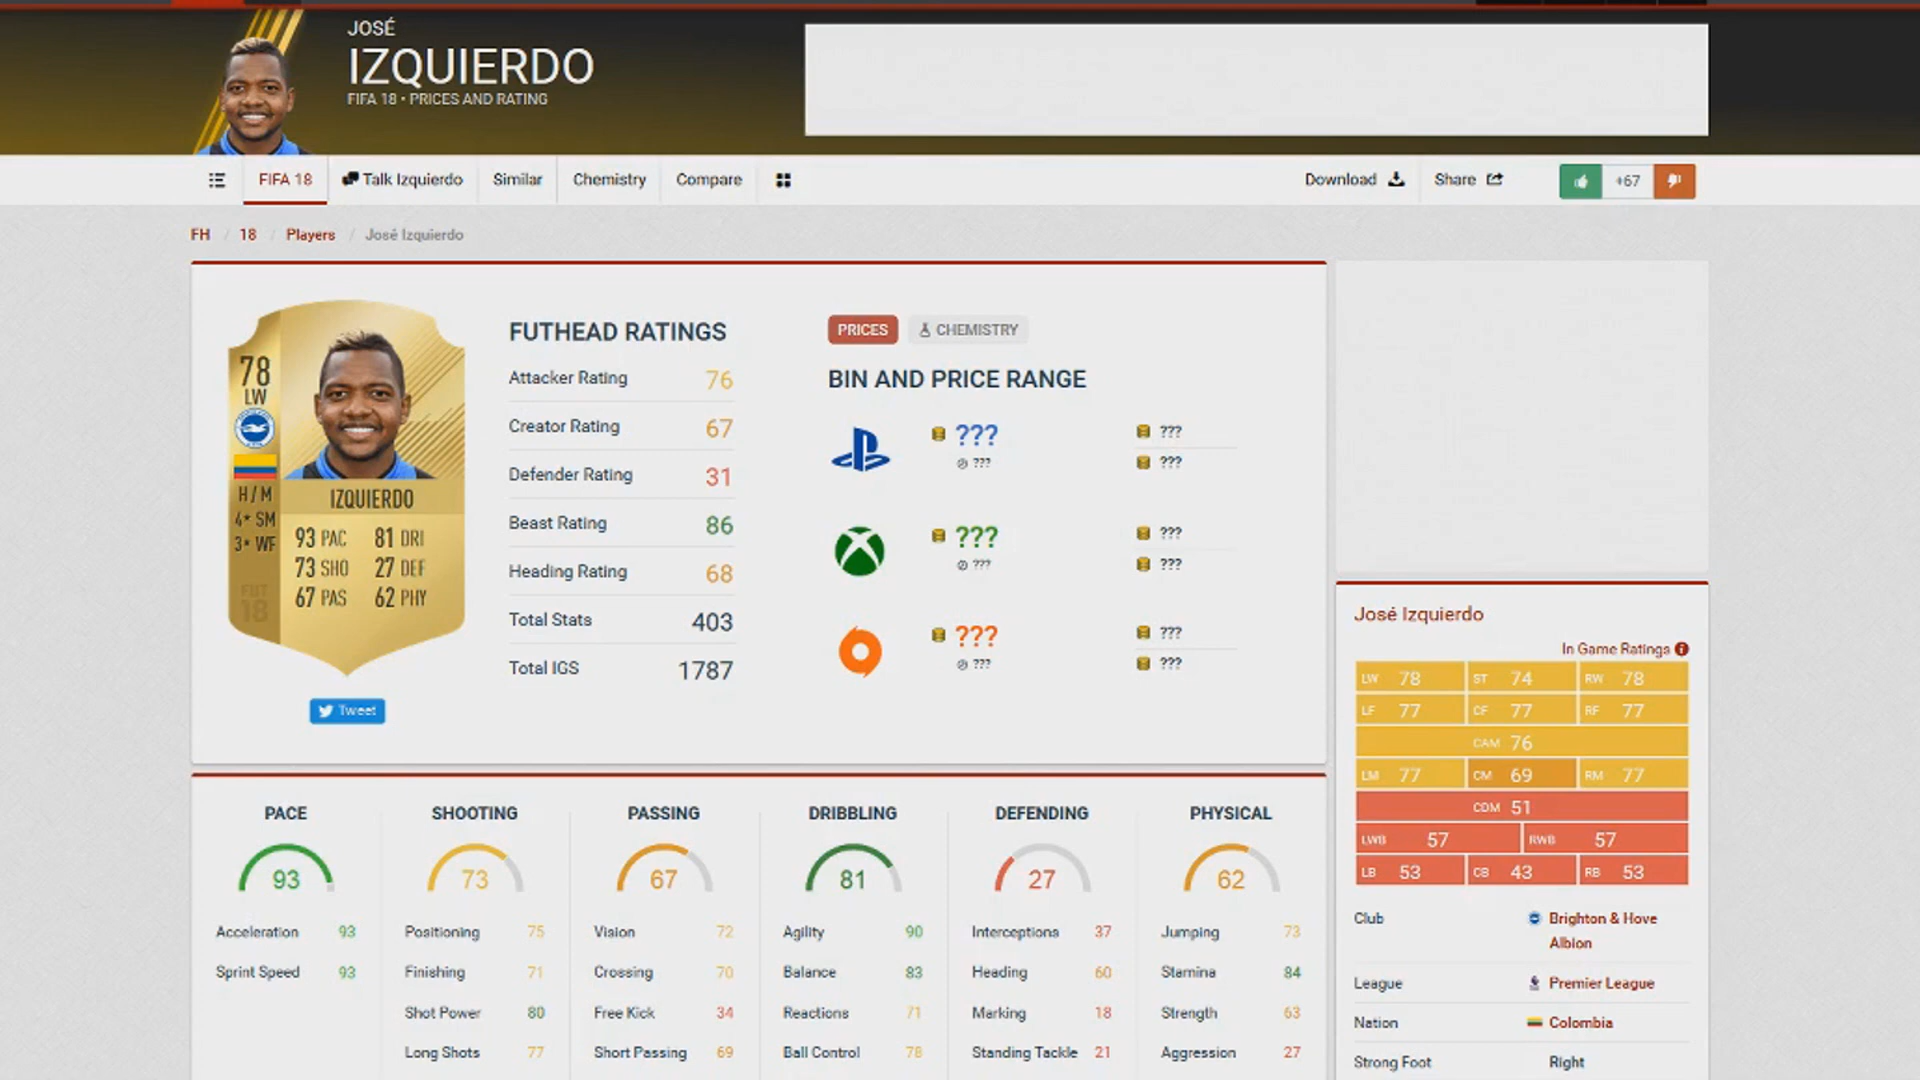 JOSÉ
IZQUIERDO
FIFA 18 • PRICES AND RATING
FIFA 18
Talk Izquierdo
Similar
Chemistry
Compare
Download
Share
+67
FH / 18 / Players / José Izquierdo
78
LW
H / M
4* SM
3* WF
FUT
18
IZQUIERDO
93 PAC 81 DRI
73 SHO 27 DEF
67 PAS 62 PHY
Tweet
FUTHEAD RATINGS
Attacker Rating 76
Creator Rating 67
Defender Rating 31
Beast Rating 86
Heading Rating 68
Total Stats 403
Total IGS 1787
PRICES CHEMISTRY
BIN AND PRICE RANGE
??? ???
??? ???
??? ???
??? ???
??? ???
??? ???
José Izquierdo
In Game Ratings
LW 78 ST 74 RW 78
LF 77 CF 77 RF 77
CAM 76
LM 77 CM 69 RM 77
CDM 51
LWB 57 RWB 57
LB 53 CB 43 RB 53
Club Brighton & Hove
Albion
League Premier League
Nation Colombia
Strong Foot Right
PACE
93
Acceleration 93
Sprint Speed 93
SHOOTING
73
Positioning 75
Finishing 71
Shot Power 80
Long Shots 77
PASSING
67
Vision 72
Crossing 70
Free Kick 34
Short Passing 69
DRIBBLING
81
Agility 90
Balance 83
Reactions 71
Ball Control 78
DEFENDING
27
Interceptions 37
Heading 60
Marking 18
Standing Tackle 21
PHYSICAL
62
Jumping 73
Stamina 84
Strength 63
Aggression 27